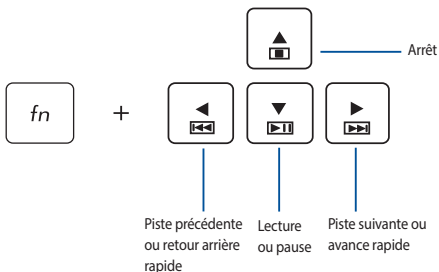 Arrêt
fn +
Piste précédente
ou retour arrière
rapide
Lecture
ou pause
Piste suivante ou
avance rapide